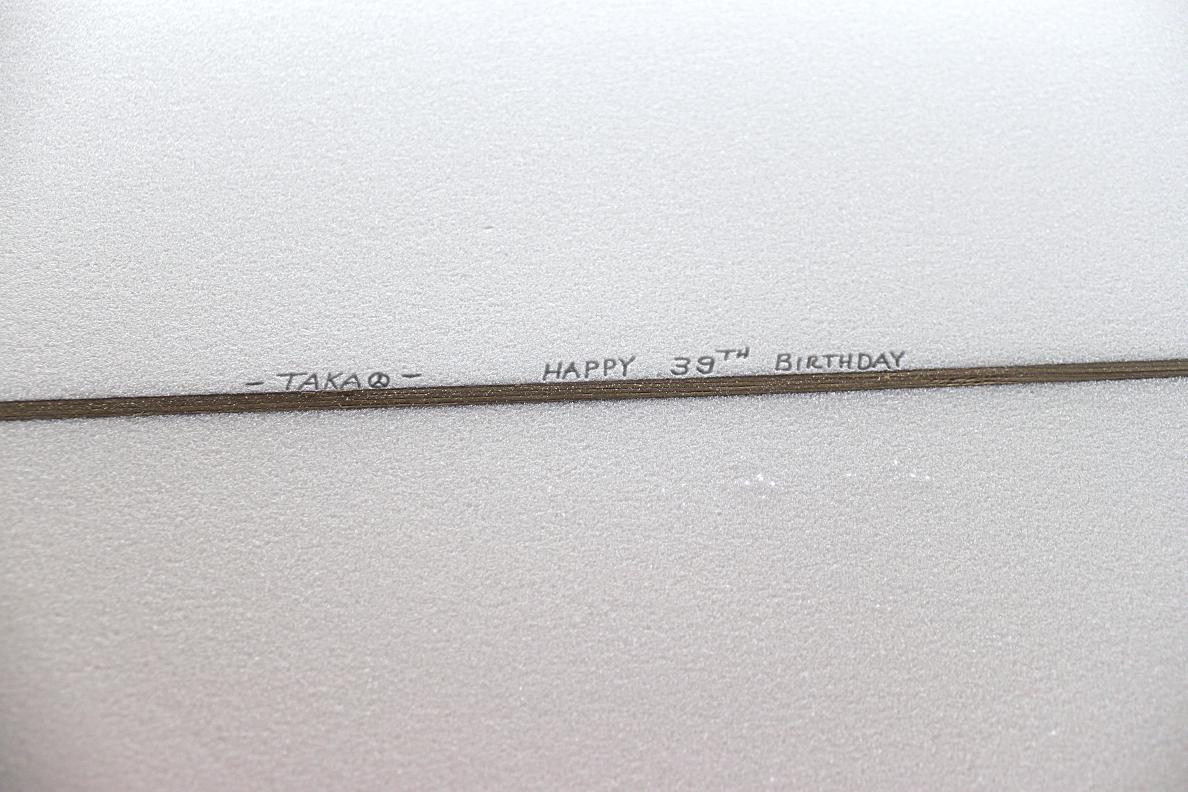 - TAKA☮ - HAPPY 39TH BIRTHDAY